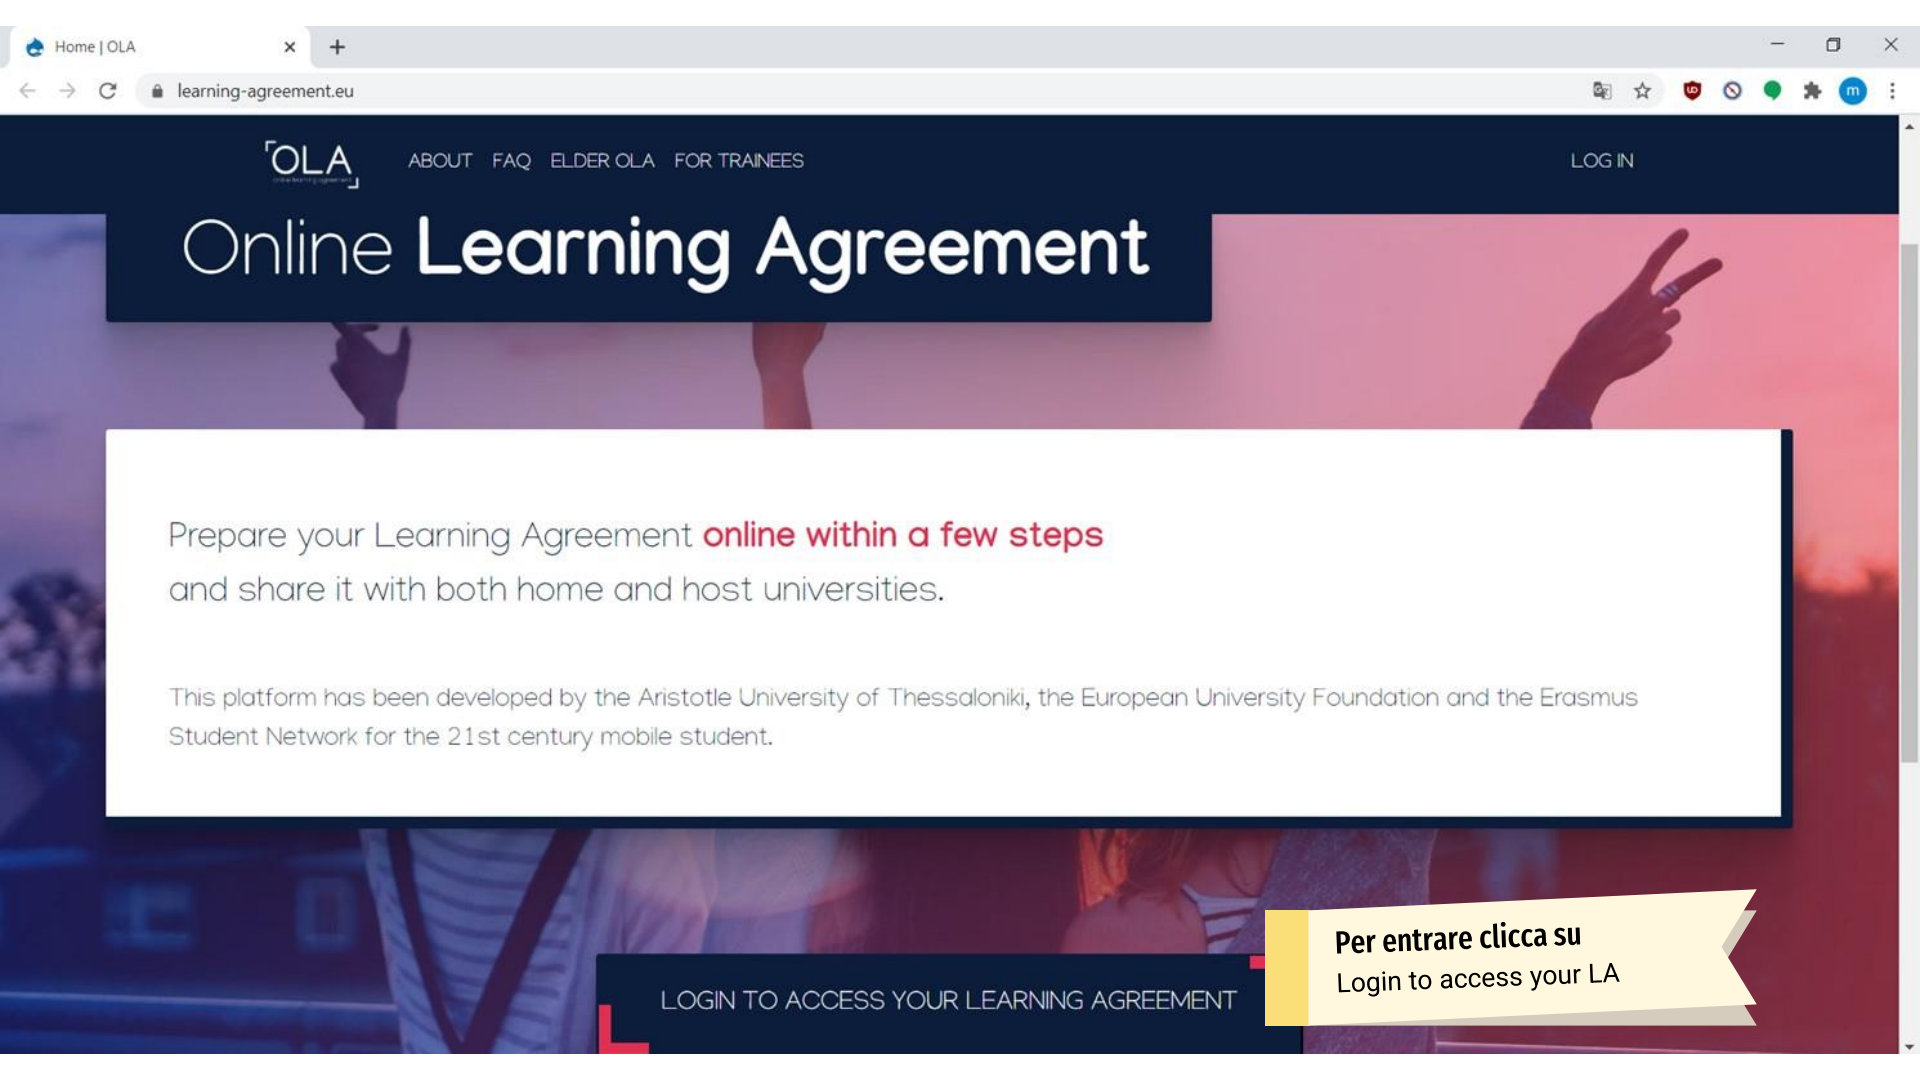 Home | OLA
learning-agreement.eu
m
OLA
ABOUT FAQ ELDER OLA FOR TRAINEES
LOG IN
Online Learning Agreement
Prepare your Learning Agreement online within a few steps
and share it with both home and host universities.
This platform has been developed by the Aristotle University of Thessaloniki, the European University Foundation and the Erasmus
Student Network for the 21st century mobile student.
LOGIN TO ACCESS YOUR LEARNING AGREEMENT
Per entrare clicca su
Login to access your LA